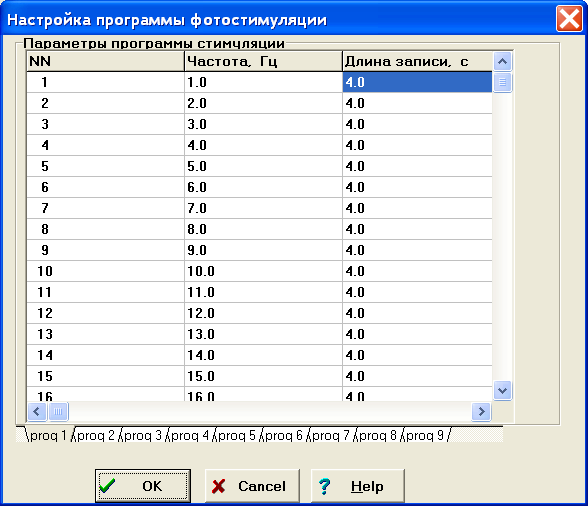 Настройка программы фотостимуляции
Параметры программы стимуляции
NN Частота, Гц Длина записи, с
1 1.0 4.0
2 2.0 4.0
3 3.0 4.0
4 4.0 4.0
5 5.0 4.0
6 6.0 4.0
7 7.0 4.0
8 8.0 4.0
9 9.0 4.0
10 10.0 4.0
11 11.0 4.0
12 12.0 4.0
13 13.0 4.0
14 14.0 4.0
15 15.0 4.0
16 16.0 4.0
prog 1 prog 2 prog 3 prog 4 prog 5 prog 6 prog 7 prog 8 prog 9
OK Cancel ? Help